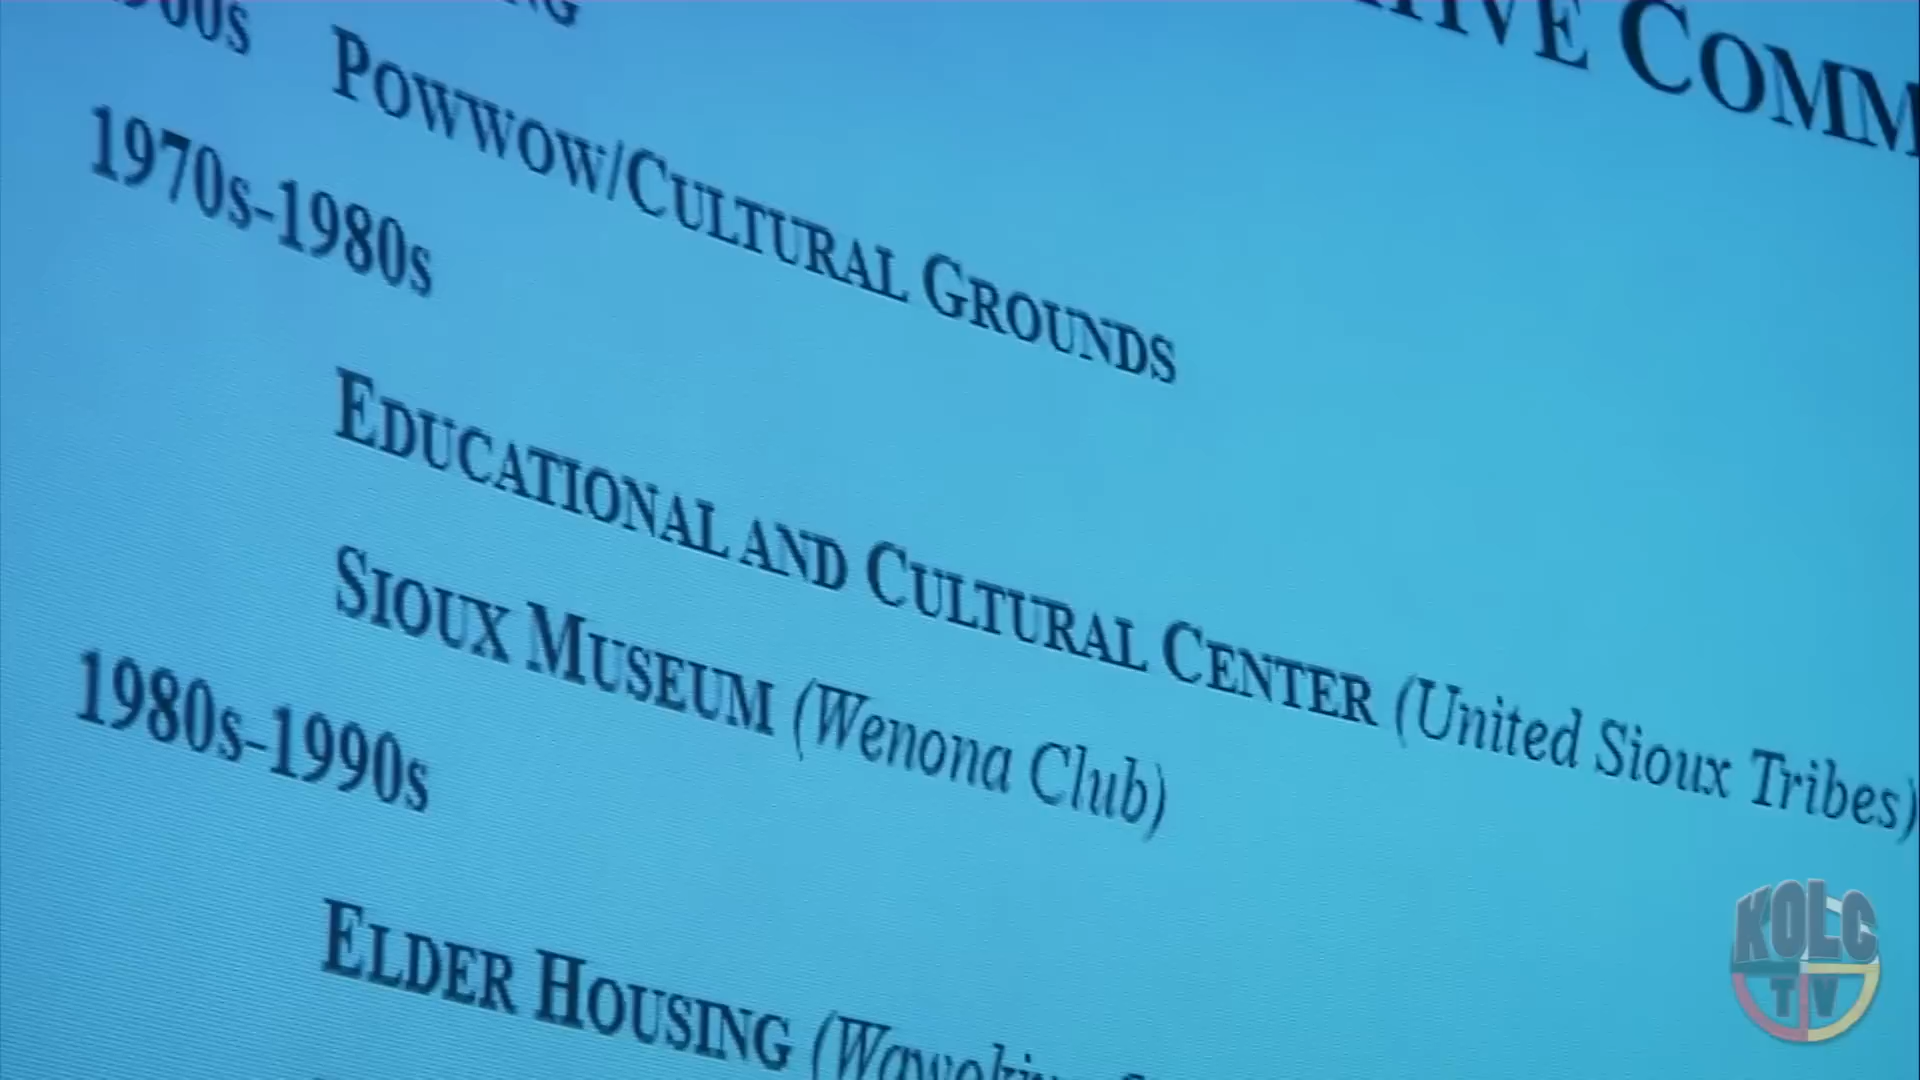 COMM
POWWOW/CULTURAL GROUNDS
1970s-1980s
EDUCATIONAL AND CULTURAL CENTER (United Sioux Tribes)
SIOUX MUSEUM (Wenona Club)
1980s-1990s
ELDER HOUSING
KOLC
TV